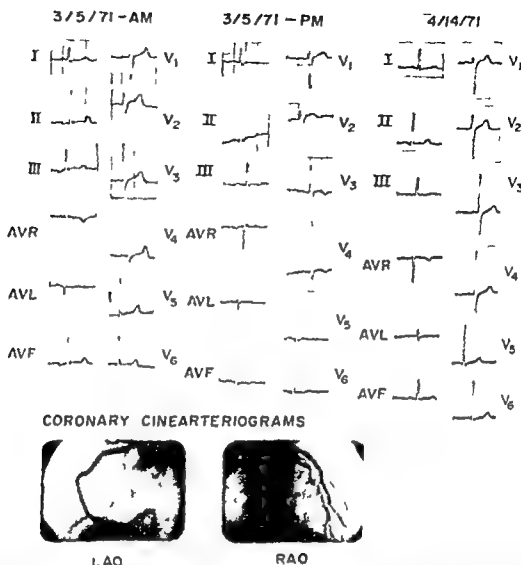 3/5/71-AM 3/5/71-PM 4/14/71
I V1 I V1 I V1
II V2 II V2 II V2
III V3 III V3 III V3
AVR V4 AVR V4 AVR V4
AVL V5 AVL V5 AVL V5
AVF V6 AVF V6 AVF V6
CORONARY CINEARTERIOGRAMS
LAO RAO